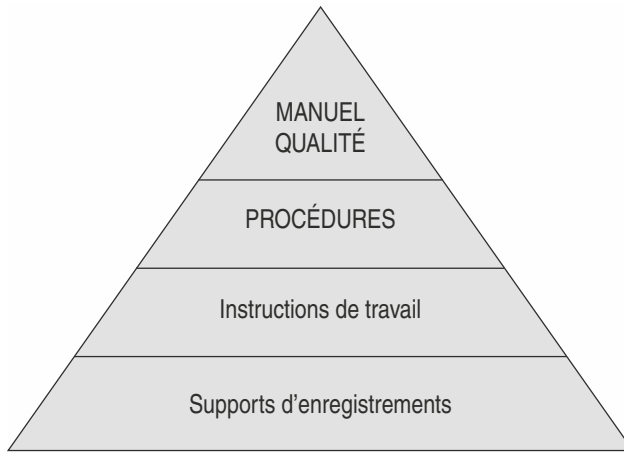 MANUEL
QUALITÉ
PROCÉDURES
Instructions de travail
Supports d'enregistrements